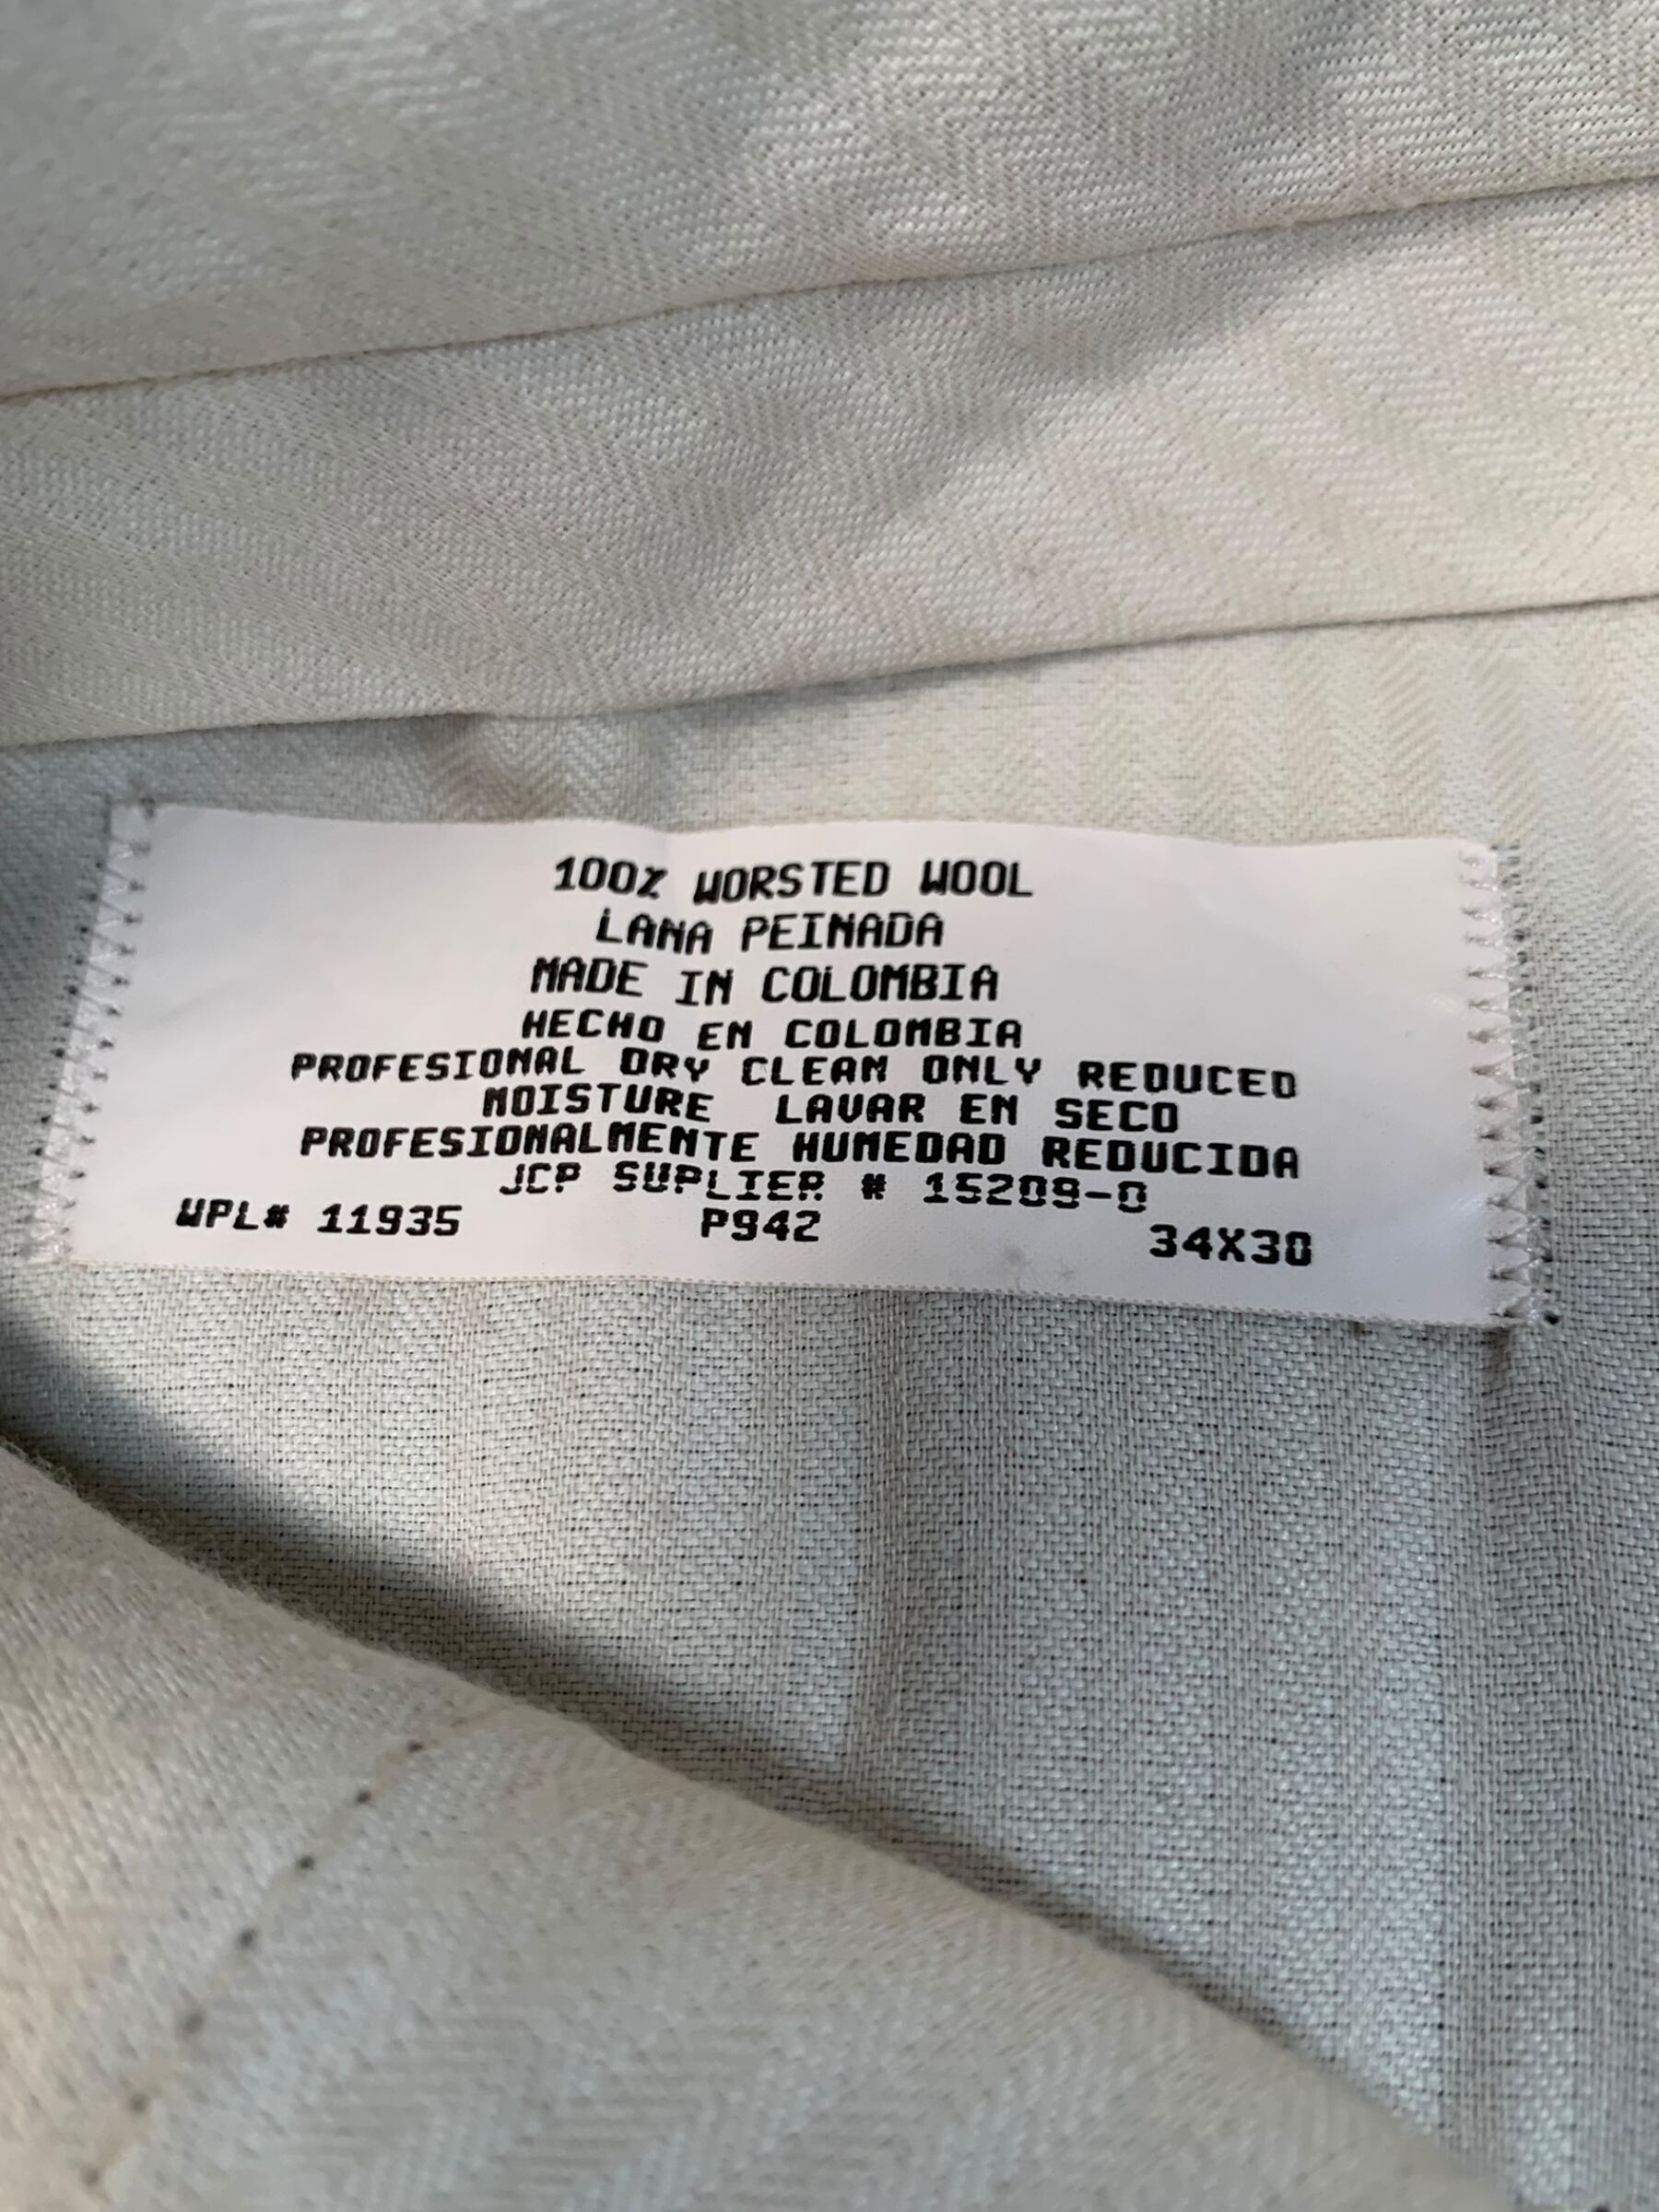 100% WORSTED WOOL
LANA PEINADA
MADE IN COLOMBIA
HECHO EN COLOMBIA
PROFESIONAL DRY CLEAN ONLY REDUCED
MOISTURE LAVAR EN SECO
PROFESIONALMENTE HUMEDAD REDUCIDA
JCP SUPLIER # 15209-0
WPL# 11935 P942 34X30